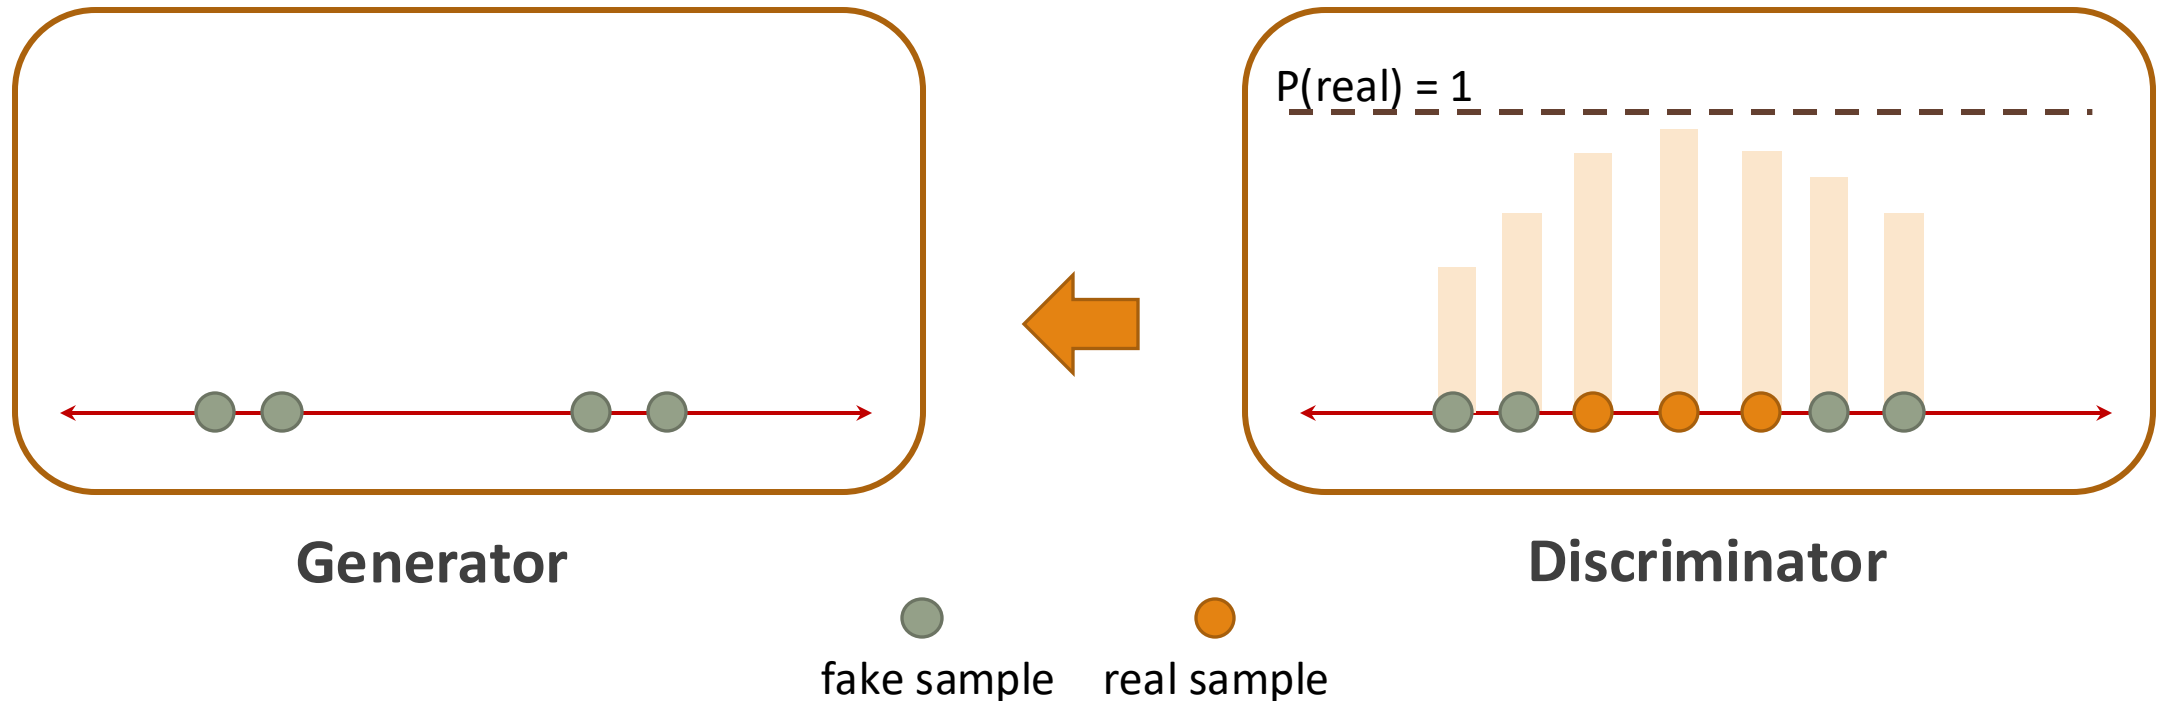 P(real) = 1
Generator
Discriminator
fake sample
real sample